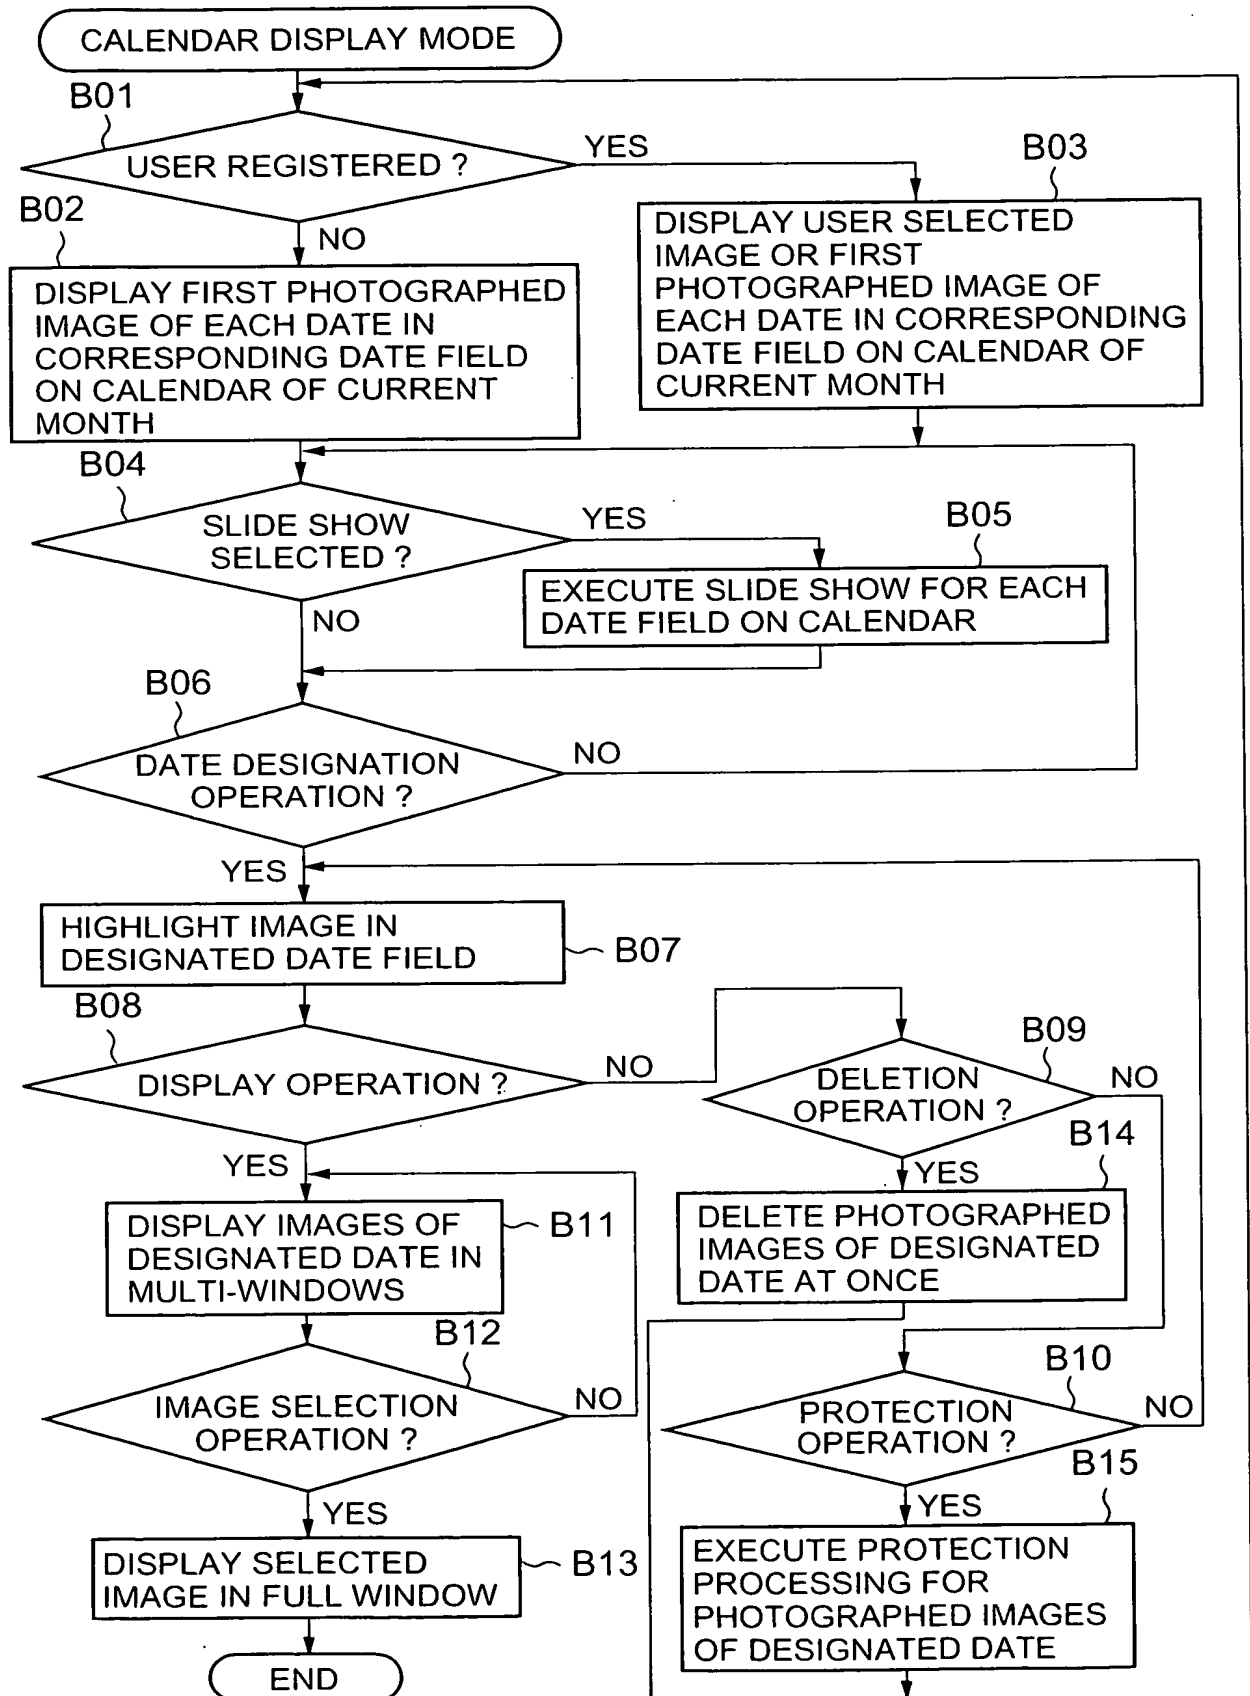 CALENDAR DISPLAY MODE
B01
USER REGISTERED ?
YES
B03
B02
NO
DISPLAY USER SELECTED
IMAGE OR FIRST
PHOTOGRAPHED IMAGE OF
EACH DATE IN CORRESPONDING
DATE FIELD ON CALENDAR OF
CURRENT MONTH
DISPLAY FIRST PHOTOGRAPHED
IMAGE OF EACH DATE IN
CORRESPONDING DATE FIELD
ON CALENDAR OF CURRENT
MONTH
B04
SLIDE SHOW
SELECTED ?
YES
B05
NO
EXECUTE SLIDE SHOW FOR EACH
DATE FIELD ON CALENDAR
B06
DATE DESIGNATION
OPERATION ?
NO
YES
HIGHLIGHT IMAGE IN
DESIGNATED DATE FIELD
B07
B08
DISPLAY OPERATION ?
NO
B09
DELETION
OPERATION ?
NO
YES
YES
B14
DISPLAY IMAGES OF
DESIGNATED DATE IN
MULTI-WINDOWS
B11
DELETE PHOTOGRAPHED
IMAGES OF DESIGNATED
DATE AT ONCE
B12
IMAGE SELECTION
OPERATION ?
NO
B10
PROTECTION
OPERATION ?
NO
YES
YES
B15
DISPLAY SELECTED
IMAGE IN FULL WINDOW
B13
EXECUTE PROTECTION
PROCESSING FOR
PHOTOGRAPHED IMAGES
OF DESIGNATED DATE
END